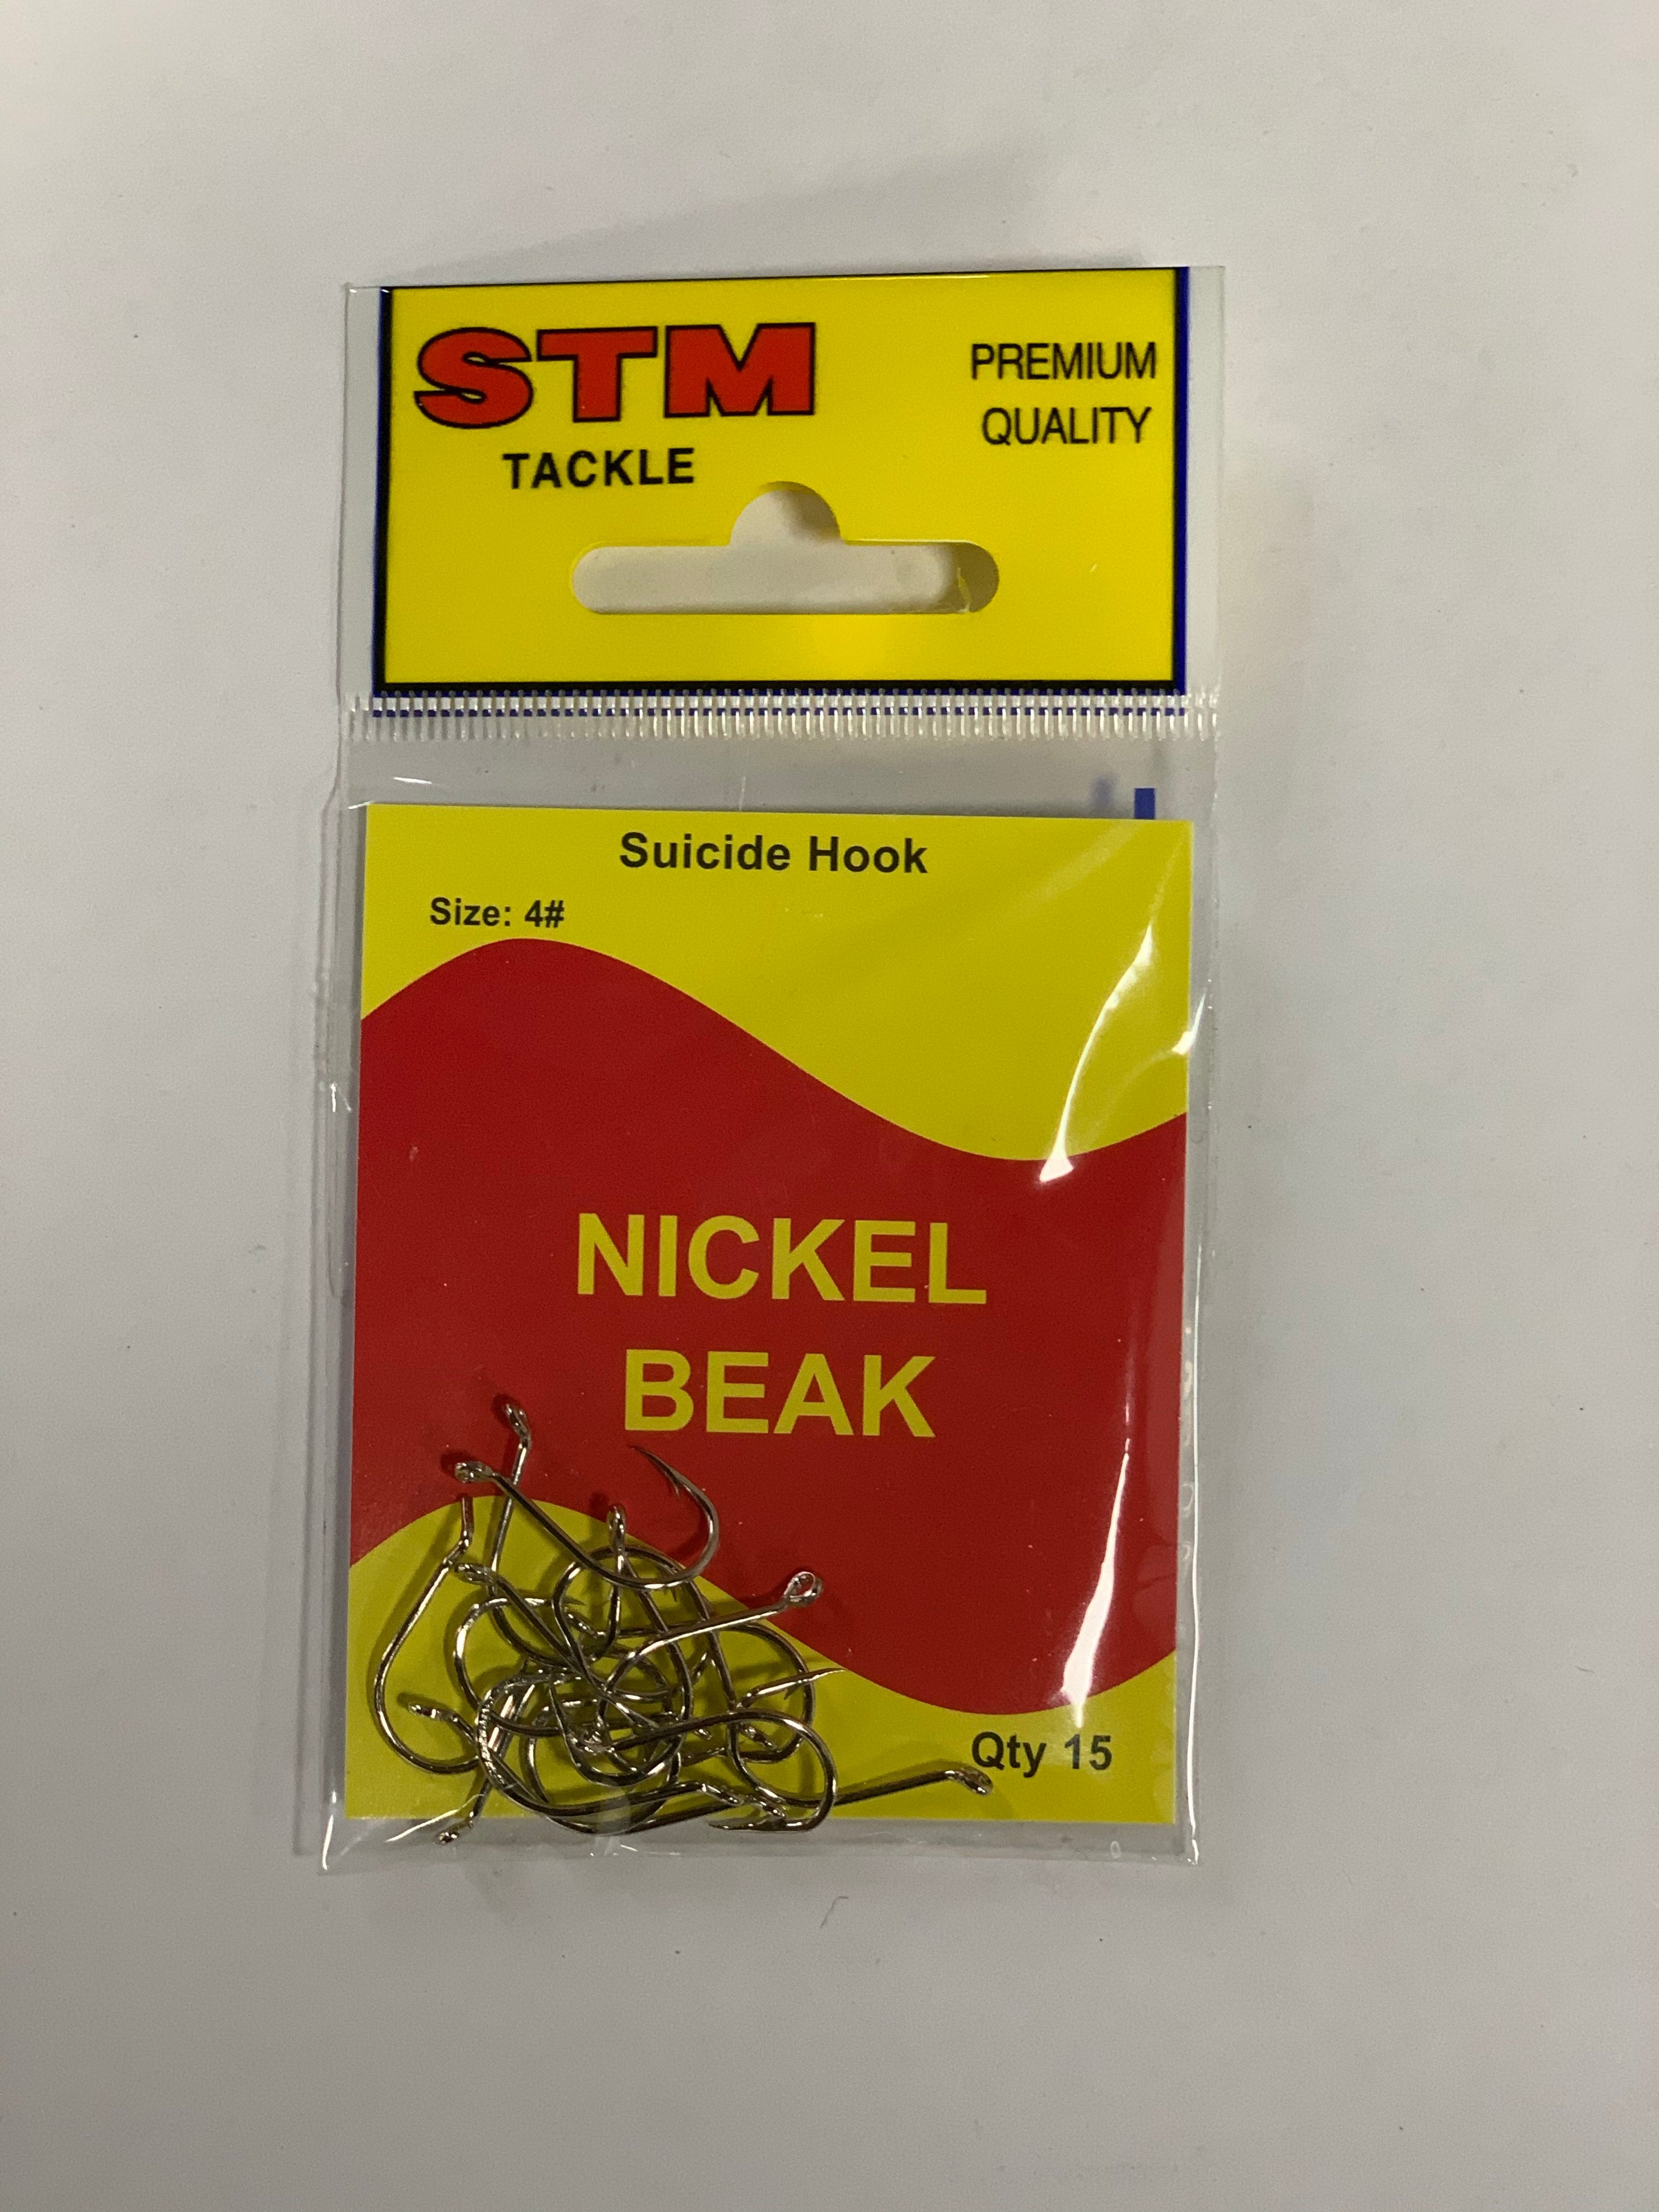 STM
TACKLE
PREMIUM
QUALITY
Suicide Hook
Size: 4#
NICKEL
BEAK
Qty 15